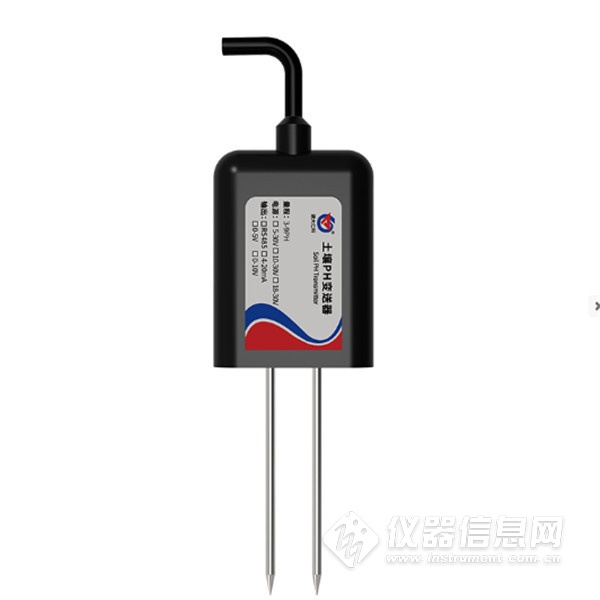 土壤PH变送器
Soil PH Transmitter
量程：3-9PH
电源：□5-30V □10-30V □18-30V
输出：□RS485 □4-20mA
□0-5V □0-10V
仪器信息网
www.instrument.com.cn